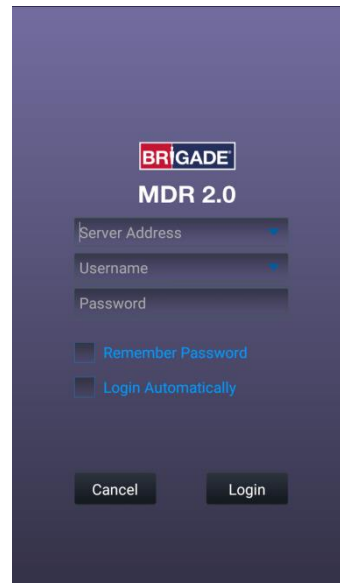 BRIGADE
MDR 2.0
Server Address
Username
Password
Remember Password
Login Automatically
Cancel Login